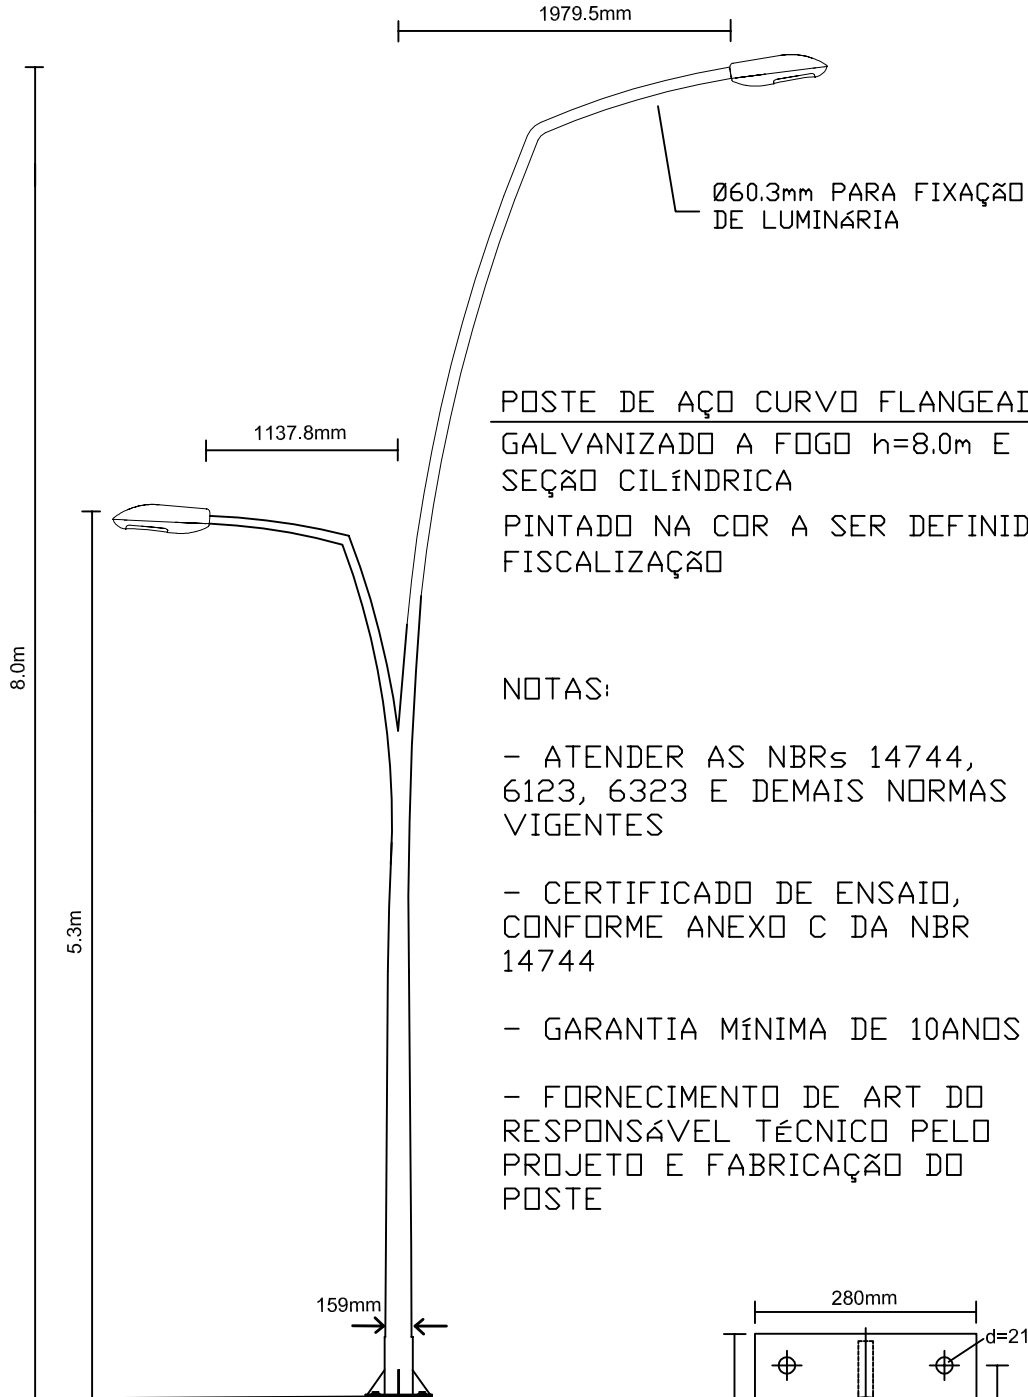 1979.5mm
Ø60.3mm PARA FIXAÇÃO
DE LUMINÁRIA
POSTE DE AÇO CURVO FLANGEAD
1137.8mm
GALVANIZADO A FOGO h=8.0m E
SEÇÃO CILÍNDRICA
PINTADO NA COR A SER DEFINID
FISCALIZAÇÃO
8.0m
NOTAS:
- ATENDER AS NBRs 14744,
6123, 6323 E DEMAIS NORMAS
VIGENTES
5.3m
- CERTIFICADO DE ENSAIO,
CONFORME ANEXO C DA NBR
14744
- GARANTIA MÍNIMA DE 10ANOS
- FORNECIMENTO DE ART DO
RESPONSÁVEL TÉCNICO PELO
PROJETO E FABRICAÇÃO DO
POSTE
159mm
280mm
d=21